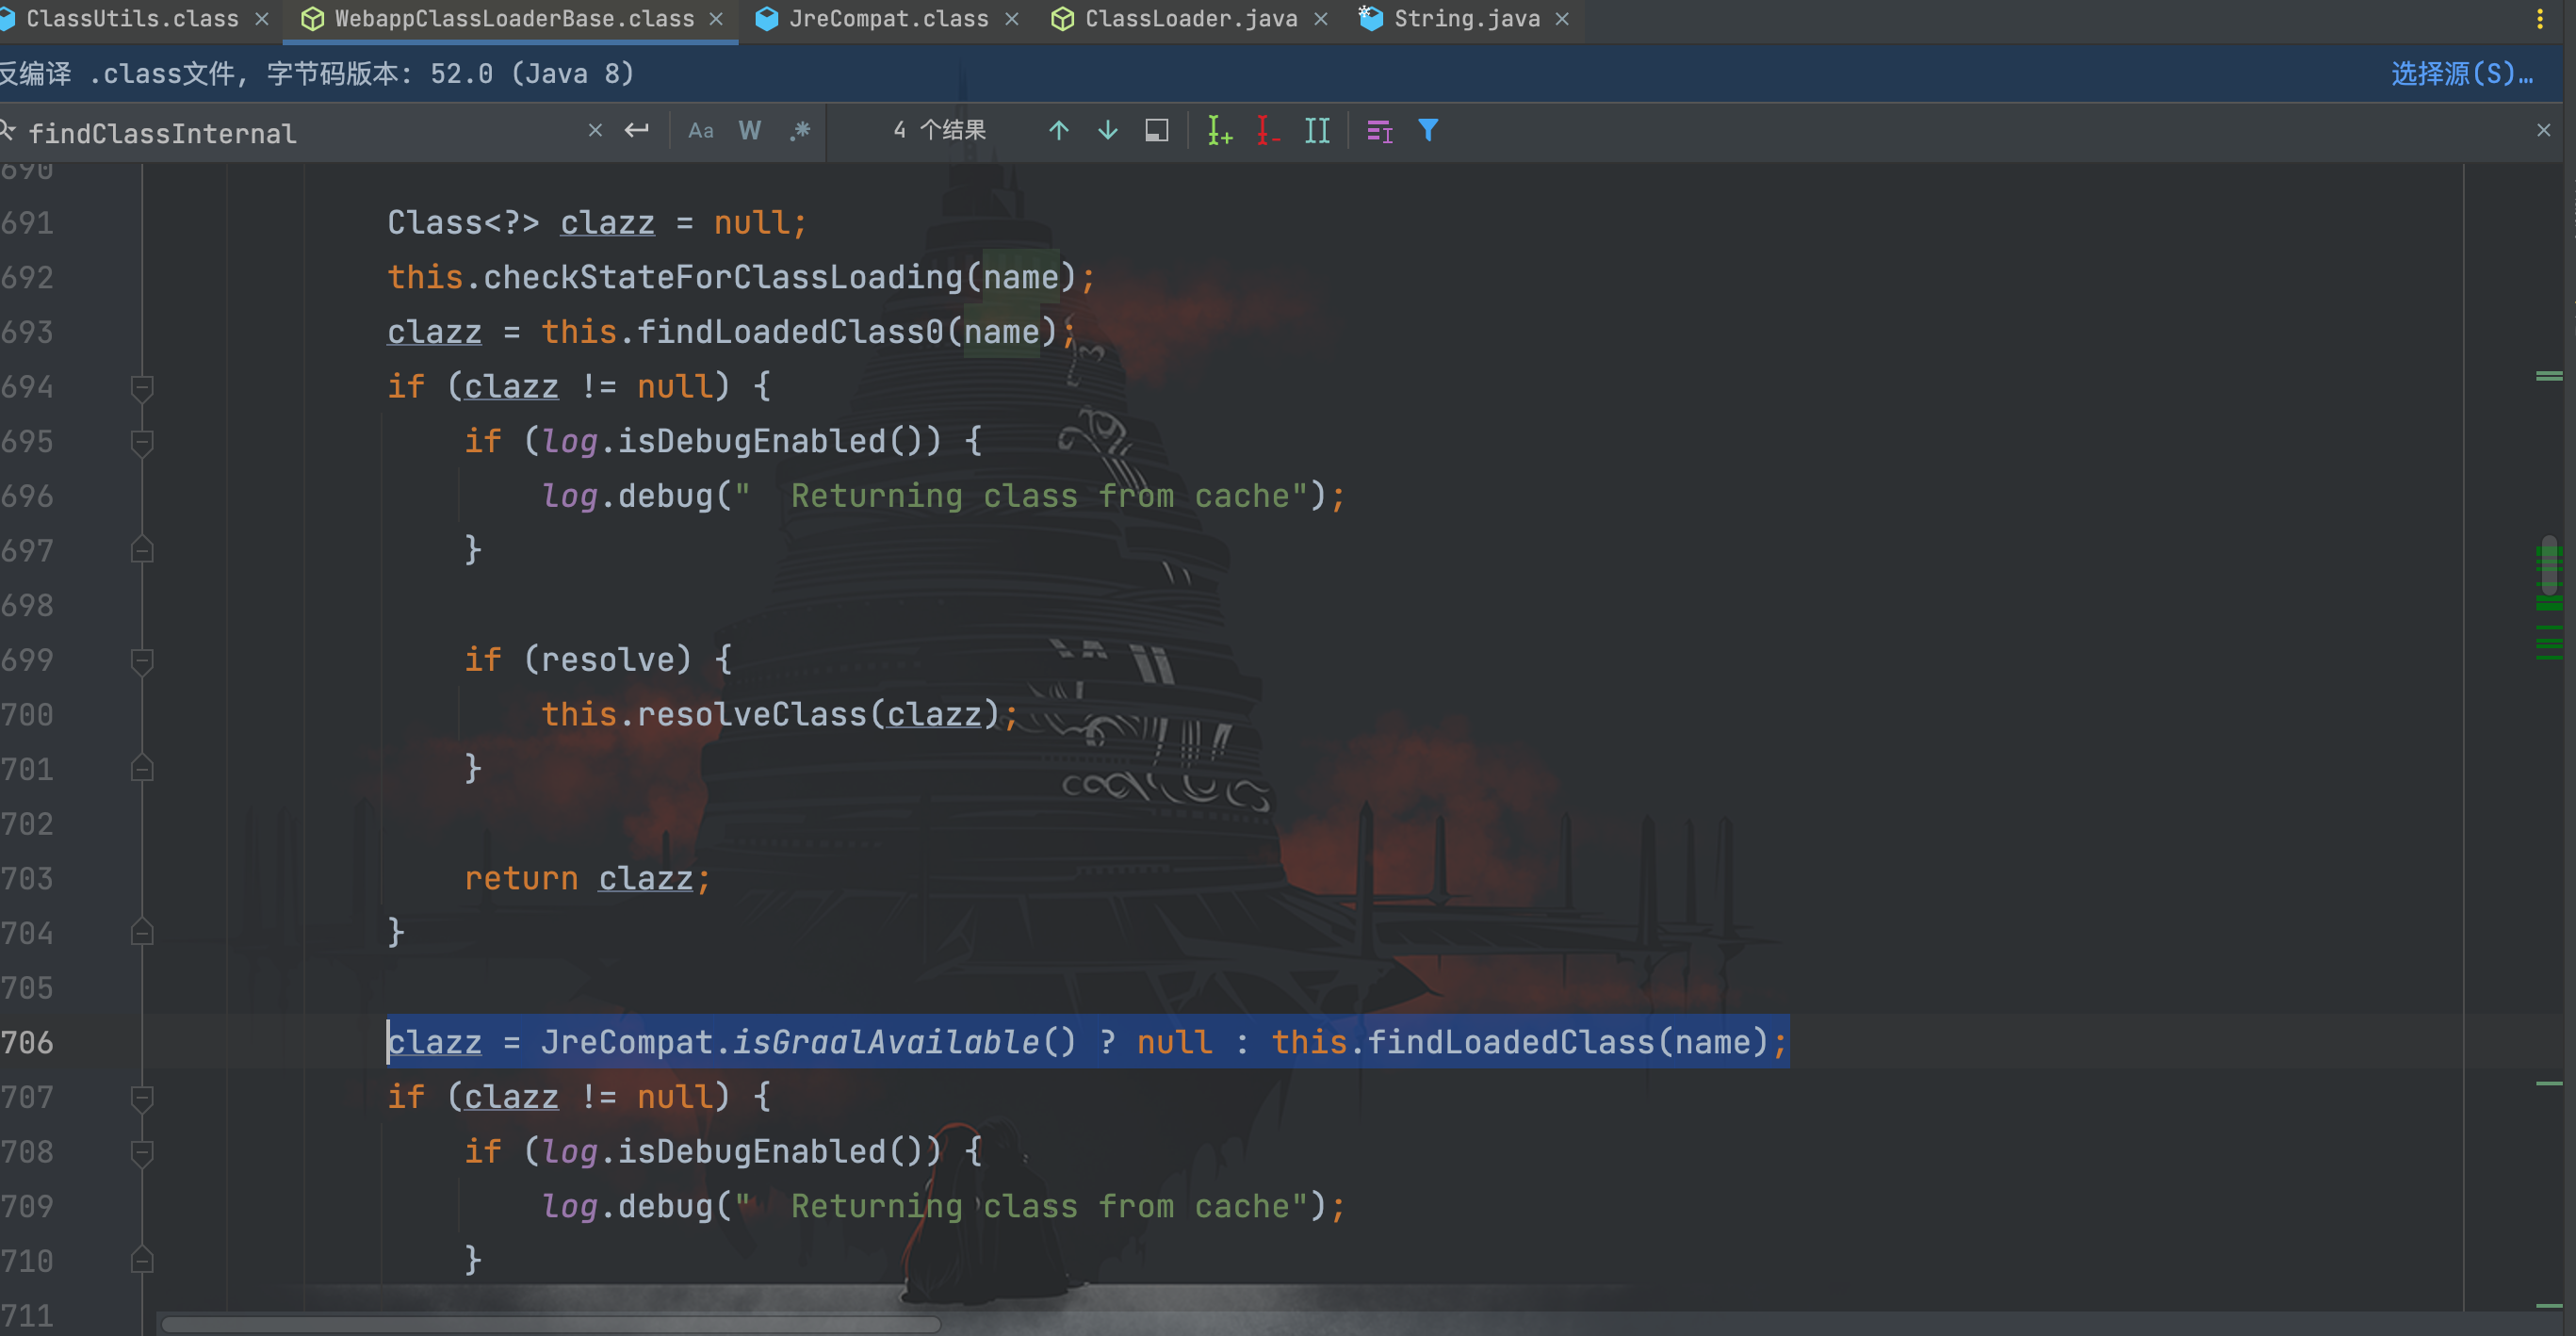 ClassUtils.class WebappClassLoaderBase.class JreCompat.class ClassLoader.java String.java
反编译 .class文件, 字节码版本: 52.0 (Java 8) 选择源(S)…
findClassInternal Aa W .* 4 个结果
690
691 Class<?> clazz = null;
692 this.checkStateForClassLoading(name);
693 clazz = this.findLoadedClass0(name);
694 if (clazz != null) {
695 if (log.isDebugEnabled()) {
696 log.debug("  Returning class from cache");
697 }
698
699 if (resolve) {
700 this.resolveClass(clazz);
701 }
702
703 return clazz;
704 }
705
706 clazz = JreCompat.isGraalAvailable() ? null : this.findLoadedClass(name);
707 if (clazz != null) {
708 if (log.isDebugEnabled()) {
709 log.debug("  Returning class from cache");
710 }
711